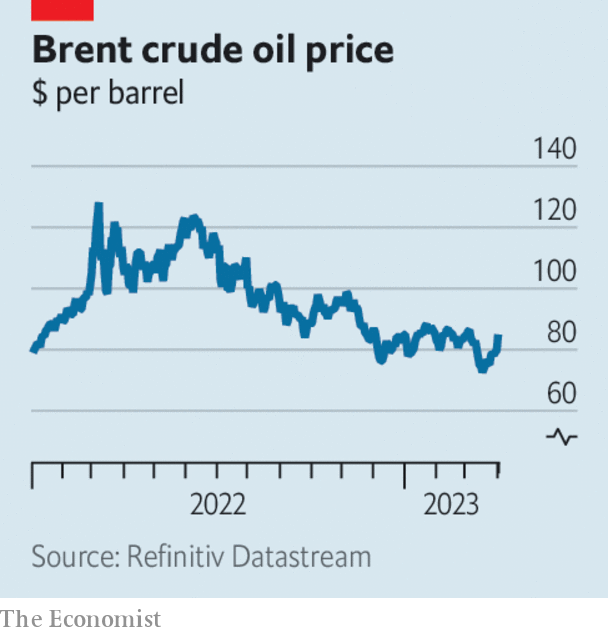 Brent crude oil price
$ per barrel
140
120
100
80
60
2022
2023
Source: Refinitiv Datastream
The Economist